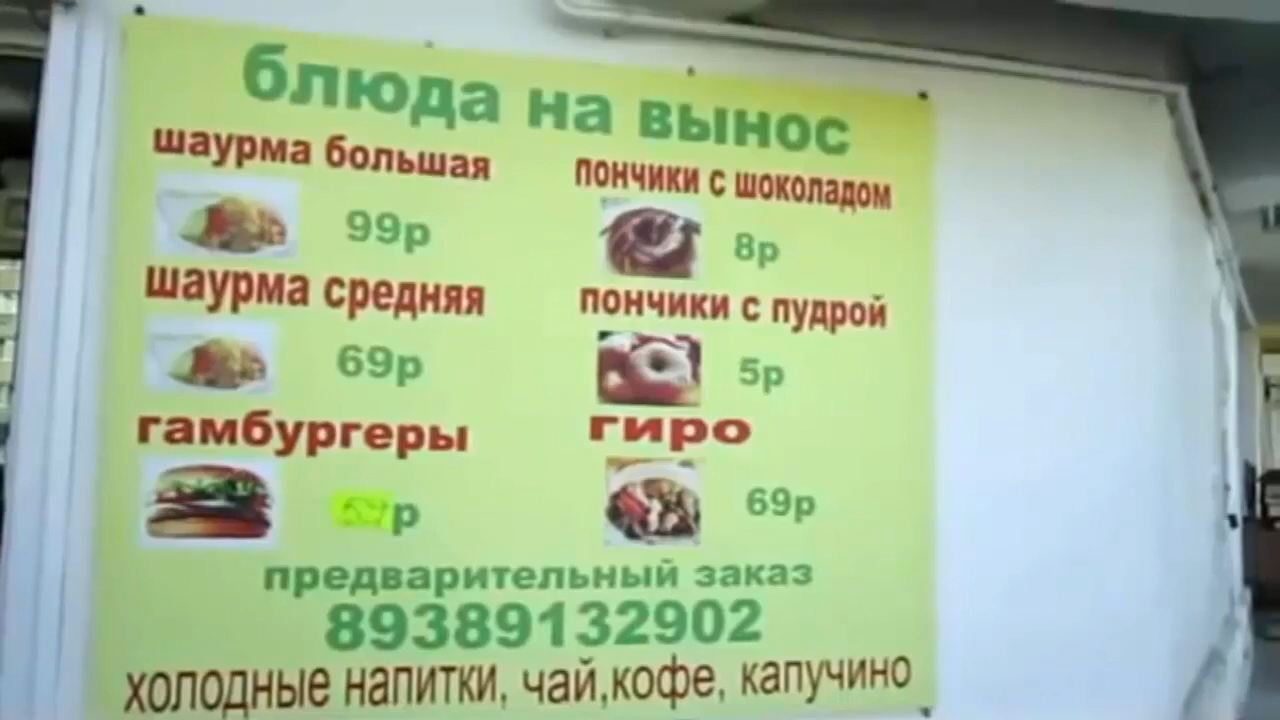 блюда на вынос
шаурма большая
99р
шаурма средняя
69р
гамбургеры
р
пончики с шоколадом
8р
пончики с пудрой
5р
гиро
69р
предварительный заказ
89389132902
холодные напитки, чай,кофе, капучино